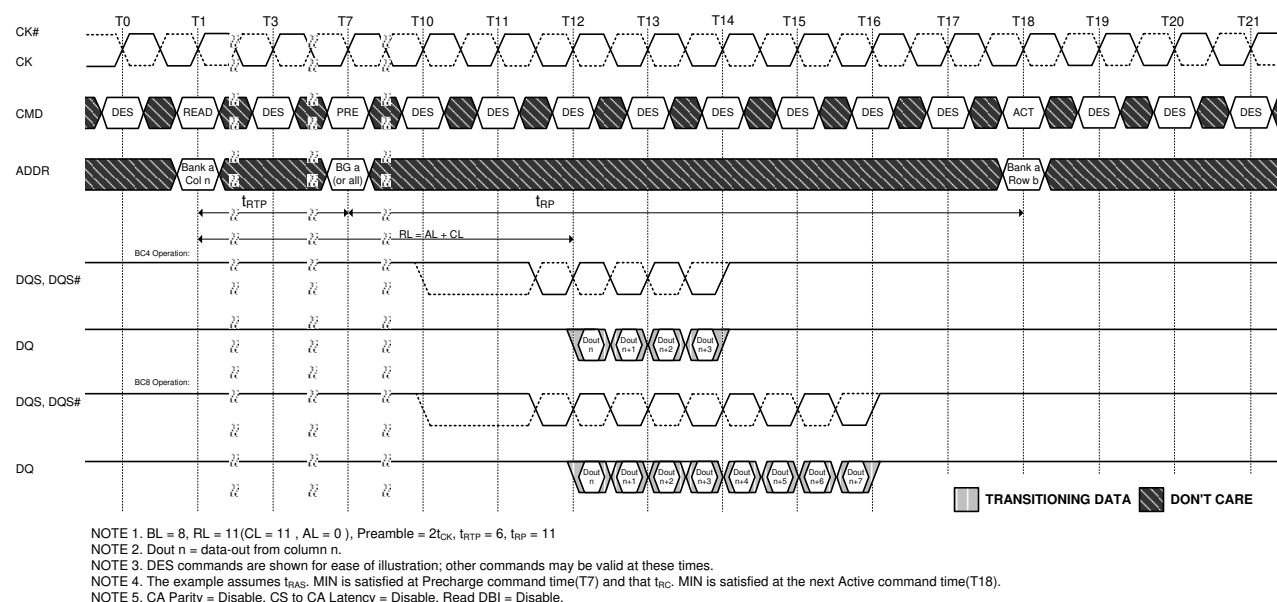 T0 T1 T3 T7 T10 T11 T12 T13 T14 T15 T16 T17 T18 T19 T20 T21
CK#
CK
CMD DES READ DES PRE DES DES DES DES DES DES DES DES ACT DES DES DES
ADDR Bank a Col n BG a (or all) Bank a Row b
tRTP tRP
RL = AL + CL
BC4 Operation:
DQS, DQS#
DQ Dout n Dout n+1 Dout n+2 Dout n+3
BC8 Operation:
DQS, DQS#
DQ Dout n Dout n+1 Dout n+2 Dout n+3 Dout n+4 Dout n+5 Dout n+6 Dout n+7
TRANSITIONING DATA DON'T CARE
NOTE 1. BL = 8, RL = 11(CL = 11 , AL = 0 ), Preamble = 2tCK, tRTP = 6, tRP = 11
NOTE 2. Dout n = data-out from column n.
NOTE 3. DES commands are shown for ease of illustration; other commands may be valid at these times.
NOTE 4. The example assumes tRAS. MIN is satisfied at Precharge command time(T7) and that tRC. MIN is satisfied at the next Active command time(T18).
NOTE 5. CA Parity = Disable, CS to CA Latency = Disable, Read DBI = Disable.